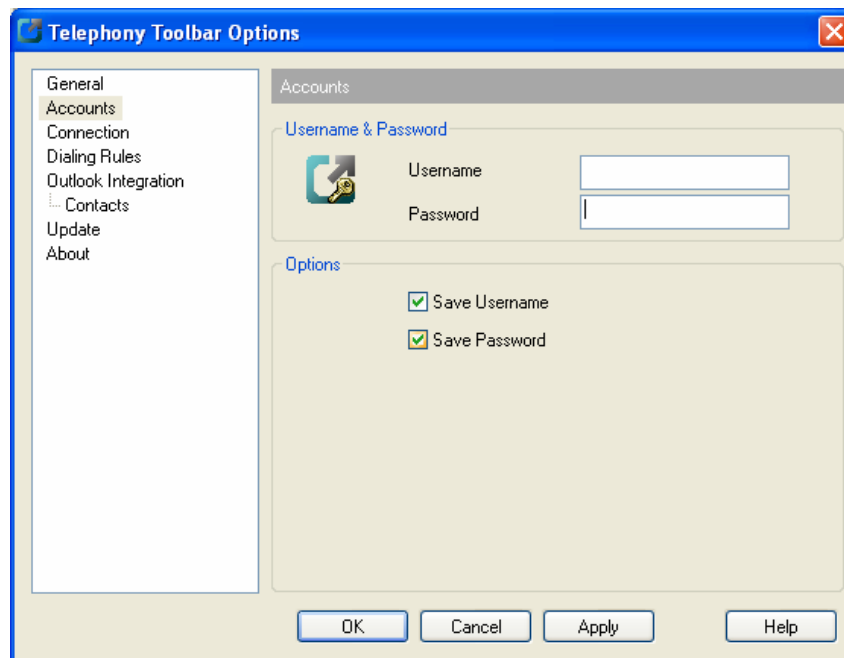 Telephony Toolbar Options
General
Accounts
Connection
Dialing Rules
Outlook Integration
Contacts
Update
About
Accounts
Username & Password
Username
Password
Options
Save Username
Save Password
OK Cancel Apply Help